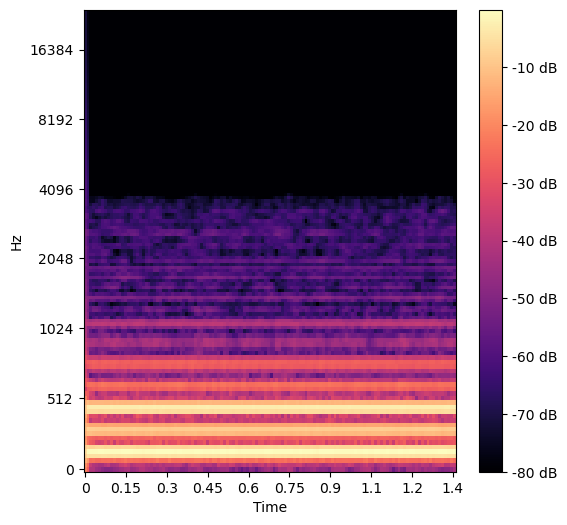 16384
8192
4096
2048
1024
512
0
Hz
0 0.15 0.3 0.45 0.6 0.75 0.9 1.1 1.2 1.4
Time
-10 dB
-20 dB
-30 dB
-40 dB
-50 dB
-60 dB
-70 dB
-80 dB